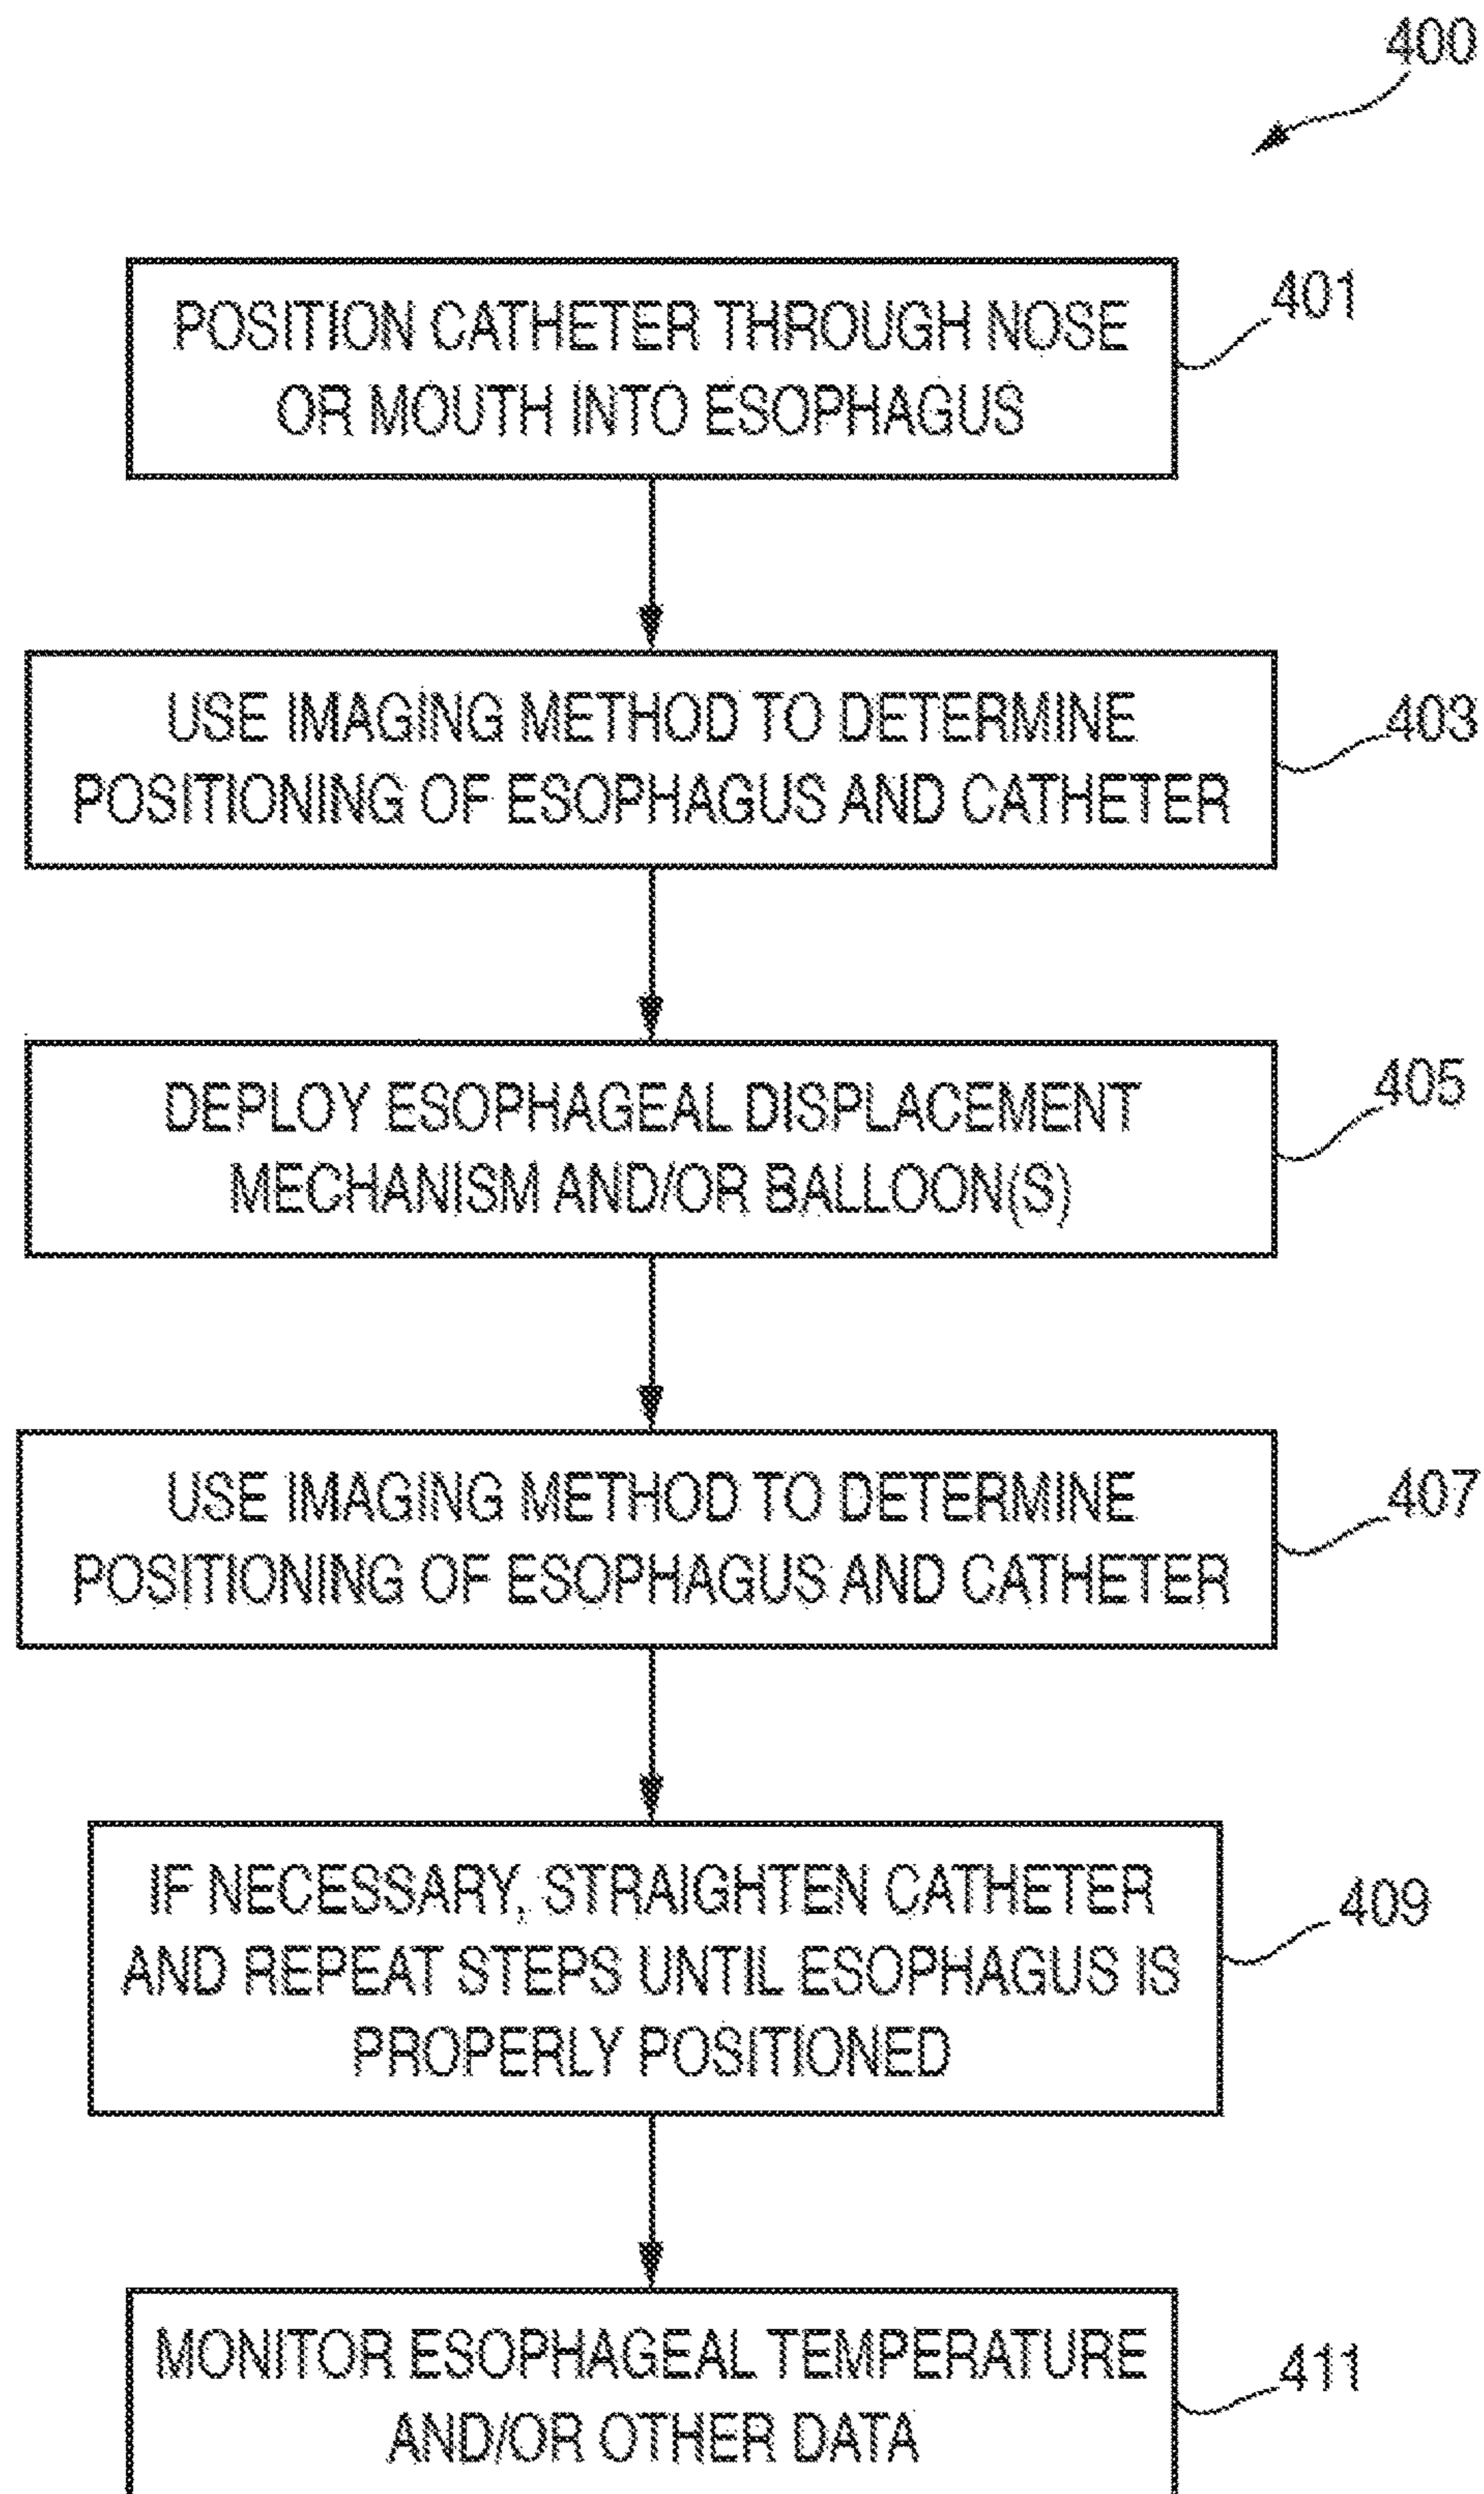 400
POSITION CATHETER THROUGH NOSE
OR MOUTH INTO ESOPHAGUS
401
USE IMAGING METHOD TO DETERMINE
POSITIONING OF ESOPHAGUS AND CATHETER
403
DEPLOY ESOPHAGEAL DISPLACEMENT
MECHANISM AND/OR BALLOON(S)
405
USE IMAGING METHOD TO DETERMINE
POSITIONING OF ESOPHAGUS AND CATHETER
407
IF NECESSARY, STRAIGHTEN CATHETER
AND REPEAT STEPS UNTIL ESOPHAGUS IS
PROPERLY POSITIONED
409
MONITOR ESOPHAGEAL TEMPERATURE
AND/OR OTHER DATA
411